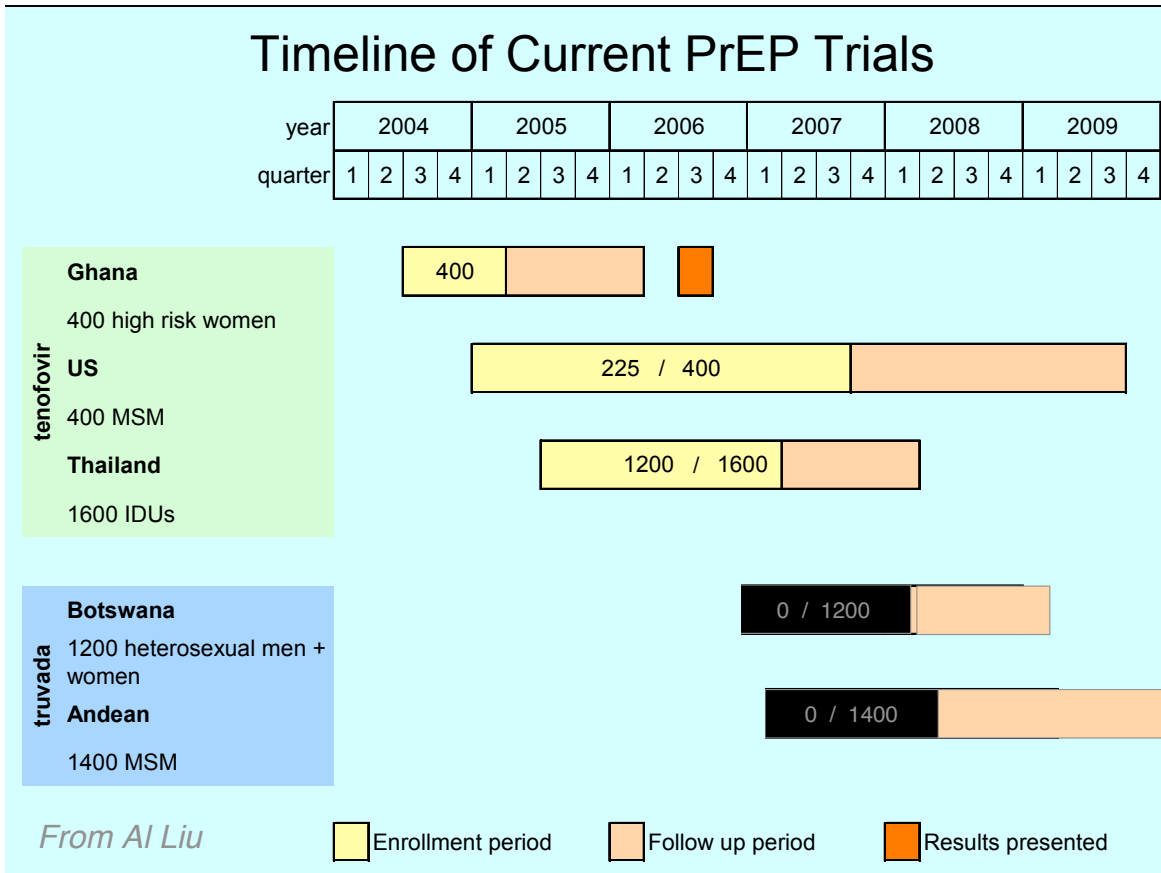 Timeline of Current PrEP Trials
year 2004 2005 2006 2007 2008 2009
quarter 1 2 3 4 1 2 3 4 1 2 3 4 1 2 3 4 1 2 3 4 1 2 3 4
tenofovir
Ghana 400
400 high risk women
US 225 / 400
400 MSM
Thailand 1200 / 1600
1600 IDUs
truvada
Botswana 0 / 1200
1200 heterosexual men +
women
Andean 0 / 1400
1400 MSM
From Al Liu
Enrollment period Follow up period Results presented